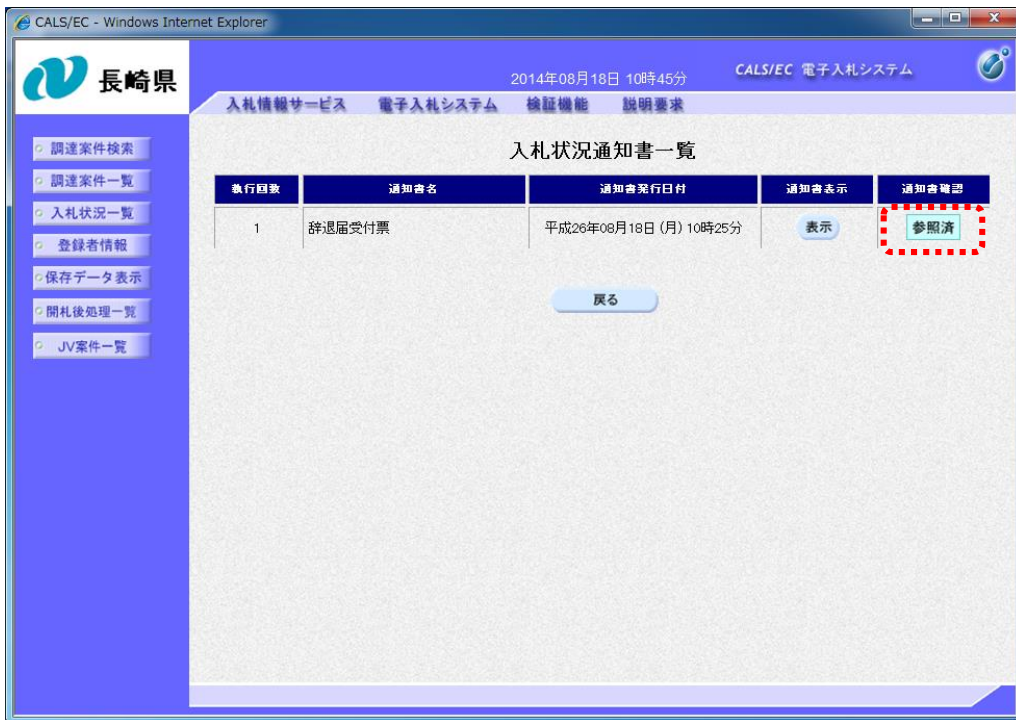 CALS/EC - Windows Internet Explorer
長崎県
2014年08月18日 10時45分
CALS/EC 電子入札システム
入札情報サービス 電子入札システム 検証機能 説明要求
調達案件検索
調達案件一覧
入札状況一覧
登録者情報
保存データ表示
開札後処理一覧
JV案件一覧
入札状況通知書一覧
執行回数 通知書名 通知書発行日付 通知書表示 通知書確認
1 辞退届受付票 平成26年08月18日(月) 10時25分 表示 参照済
戻る